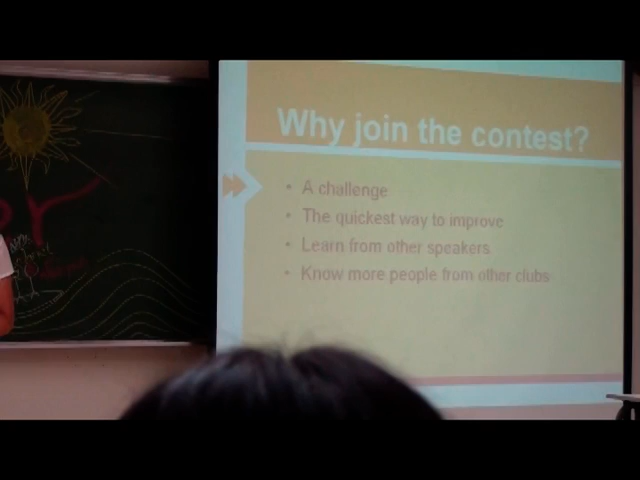 Why join the contest?
• A challenge
• The quickest way to improve
• Learn from other speakers
• Know more people from other clubs